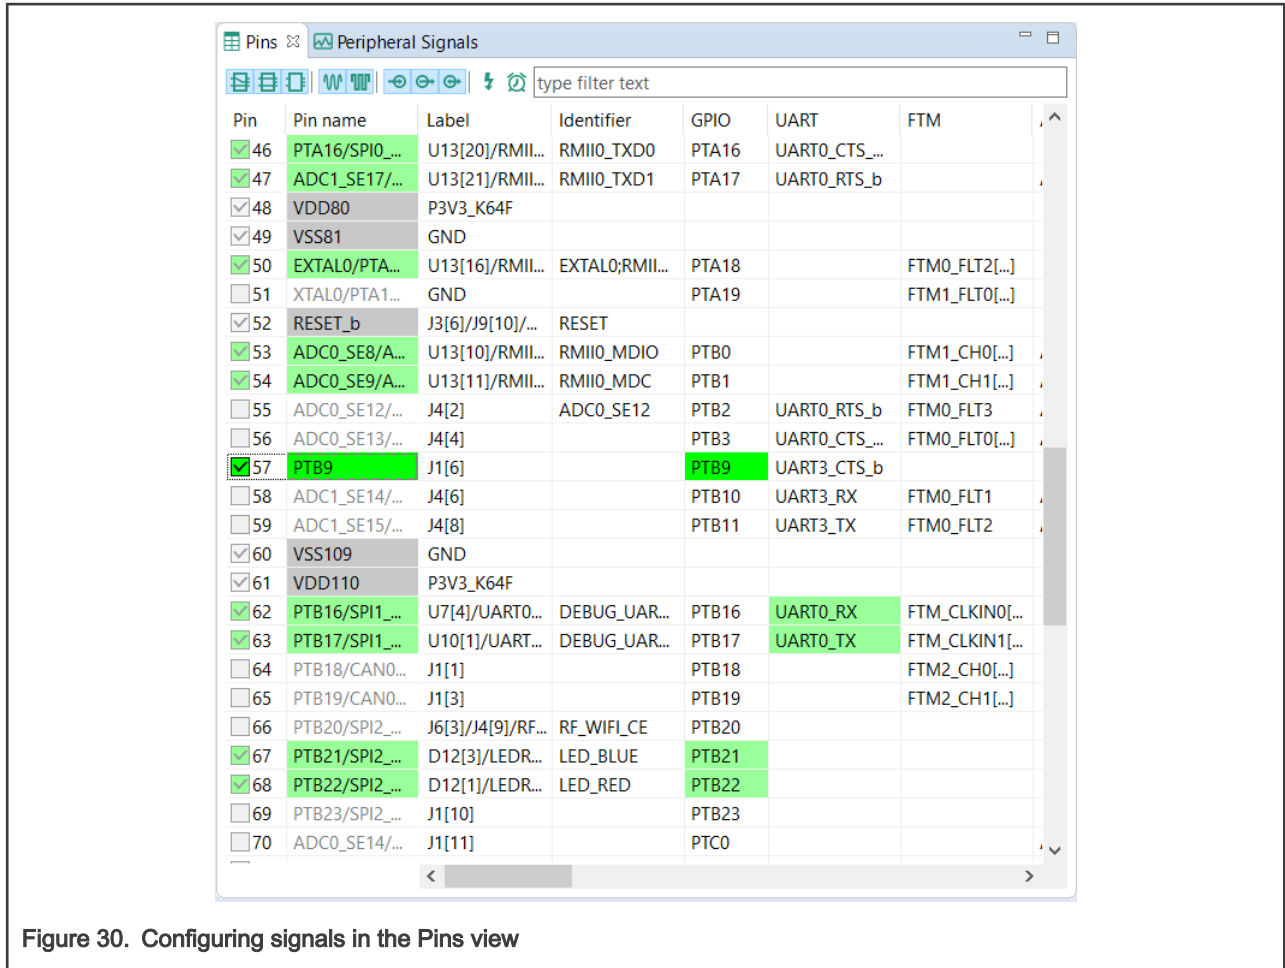 Pins Peripheral Signals
type filter text
Pin Pin name Label Identifier GPIO UART FTM
46 PTA16/SPI0_... U13[20]/RMII... RMII0_TXD0 PTA16 UART0_CTS_...
47 ADC1_SE17/... U13[21]/RMII... RMII0_TXD1 PTA17 UART0_RTS_b
48 VDD80 P3V3_K64F
49 VSS81 GND
50 EXTAL0/PTA... U13[16]/RMII... EXTAL0;RMII... PTA18 FTM0_FLT2[...]
51 XTAL0/PTA1... GND PTA19 FTM1_FLT0[...]
52 RESET_b J3[6]/J9[10]/... RESET
53 ADC0_SE8/A... U13[10]/RMII... RMII0_MDIO PTB0 FTM1_CH0[...]
54 ADC0_SE9/A... U13[11]/RMII... RMII0_MDC PTB1 FTM1_CH1[...]
55 ADC0_SE12/... J4[2] ADC0_SE12 PTB2 UART0_RTS_b FTM0_FLT3
56 ADC0_SE13/... J4[4] PTB3 UART0_CTS_... FTM0_FLT0[...]
57 PTB9 J1[6] PTB9 UART3_CTS_b
58 ADC1_SE14/... J4[6] PTB10 UART3_RX FTM0_FLT1
59 ADC1_SE15/... J4[8] PTB11 UART3_TX FTM0_FLT2
60 VSS109 GND
61 VDD110 P3V3_K64F
62 PTB16/SPI1_... U7[4]/UART0... DEBUG_UAR... PTB16 UART0_RX FTM_CLKIN0[...
63 PTB17/SPI1_... U10[1]/UART... DEBUG_UAR... PTB17 UART0_TX FTM_CLKIN1[...
64 PTB18/CAN0... J1[1] PTB18 FTM2_CH0[...]
65 PTB19/CAN0... J1[3] PTB19 FTM2_CH1[...]
66 PTB20/SPI2_... J6[3]/J4[9]/RF... RF_WIFI_CE PTB20
67 PTB21/SPI2_... D12[3]/LEDR... LED_BLUE PTB21
68 PTB22/SPI2_... D12[1]/LEDR... LED_RED PTB22
69 PTB23/SPI2_... J1[10] PTB23
70 ADC0_SE14/... J1[11] PTC0
Figure 30. Configuring signals in the Pins view